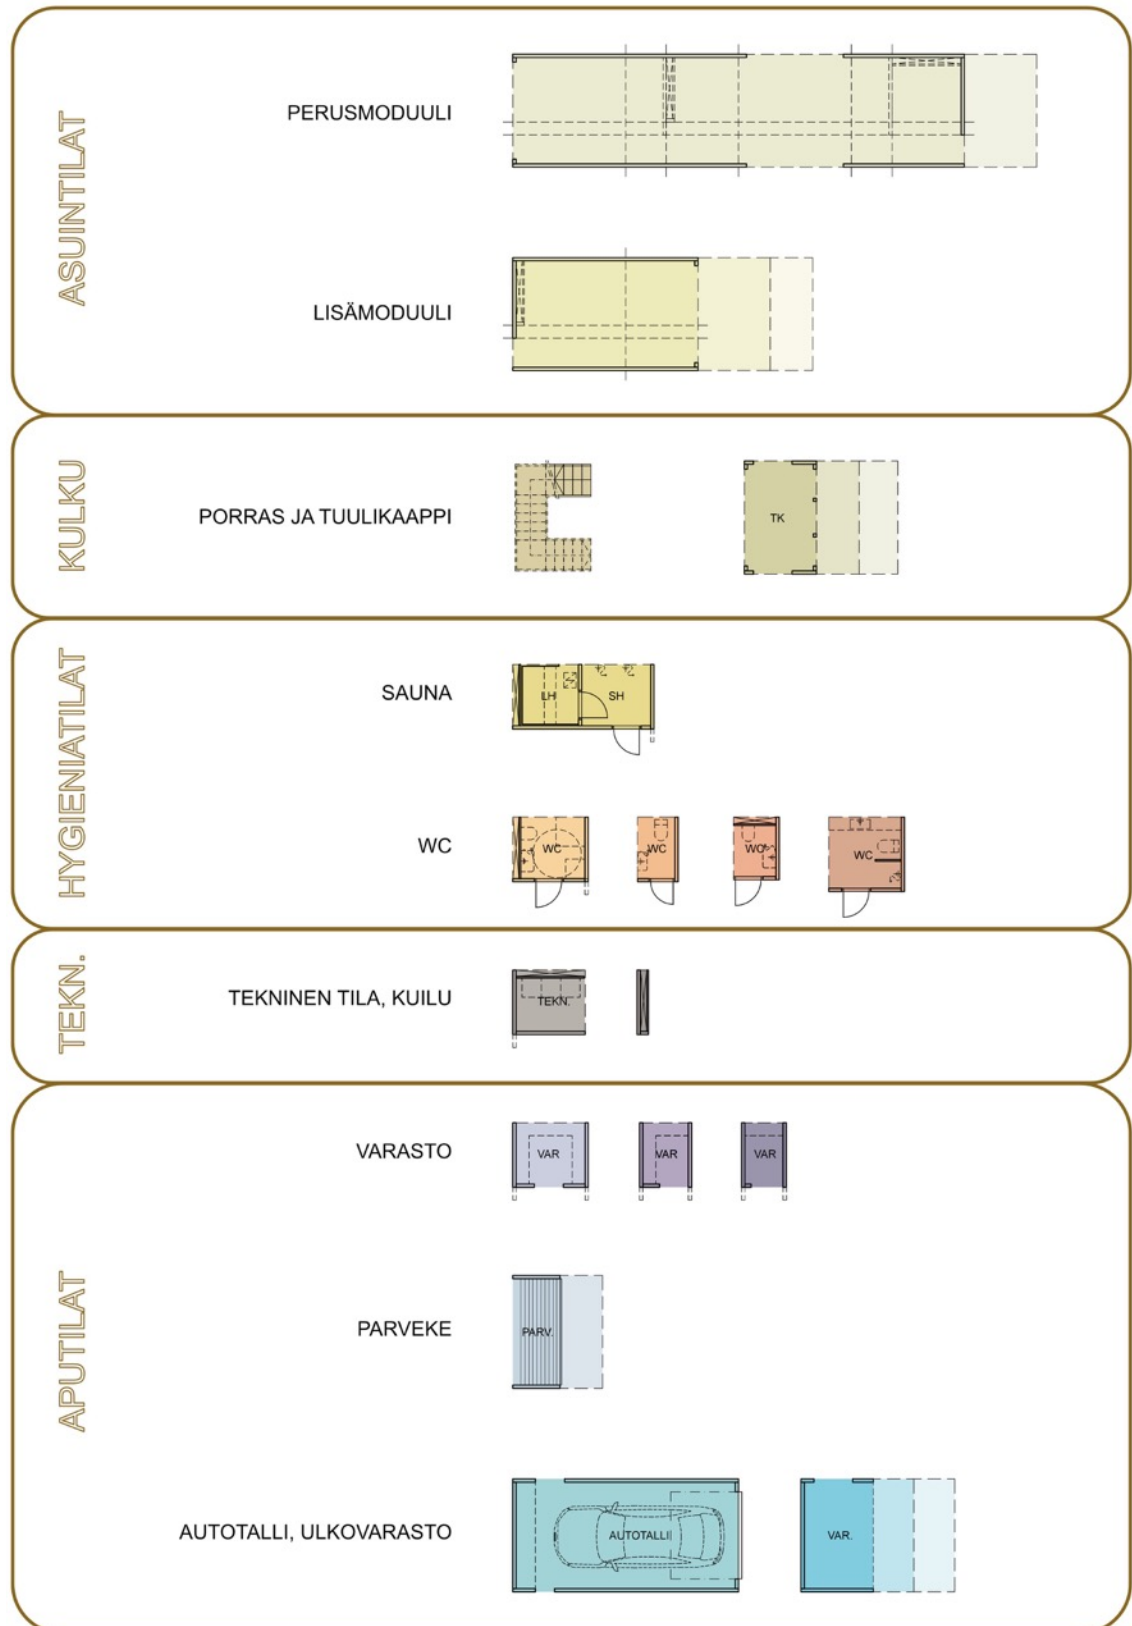 ASUINTILAT
PERUSMODUULI
LISÄMODUULI
KULKU
PORRAS JA TUULIKAAPPI
TK
HYGIENIATILAT
SAUNA
LH
SH
WC
WC
WC
WC
WC
TEKN.
TEKNINEN TILA, KUILU
TEKN.
APUTILAT
VARASTO
VAR
VAR
VAR
PARVEKE
PARV.
AUTOTALLI, ULKOVARASTO
AUTOTALLI
VAR.